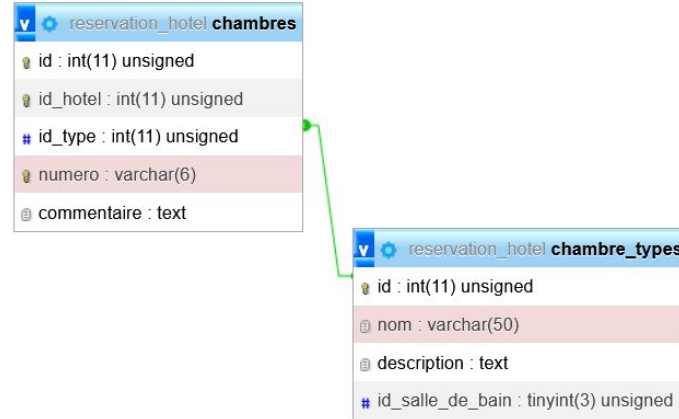 v reservation_hotel chambres
id : int(11) unsigned
id_hotel : int(11) unsigned
# id_type : int(11) unsigned
numero : varchar(6)
commentaire : text
v reservation_hotel chambre_types
id : int(11) unsigned
nom : varchar(50)
description : text
# id_salle_de_bain : tinyint(3) unsigned